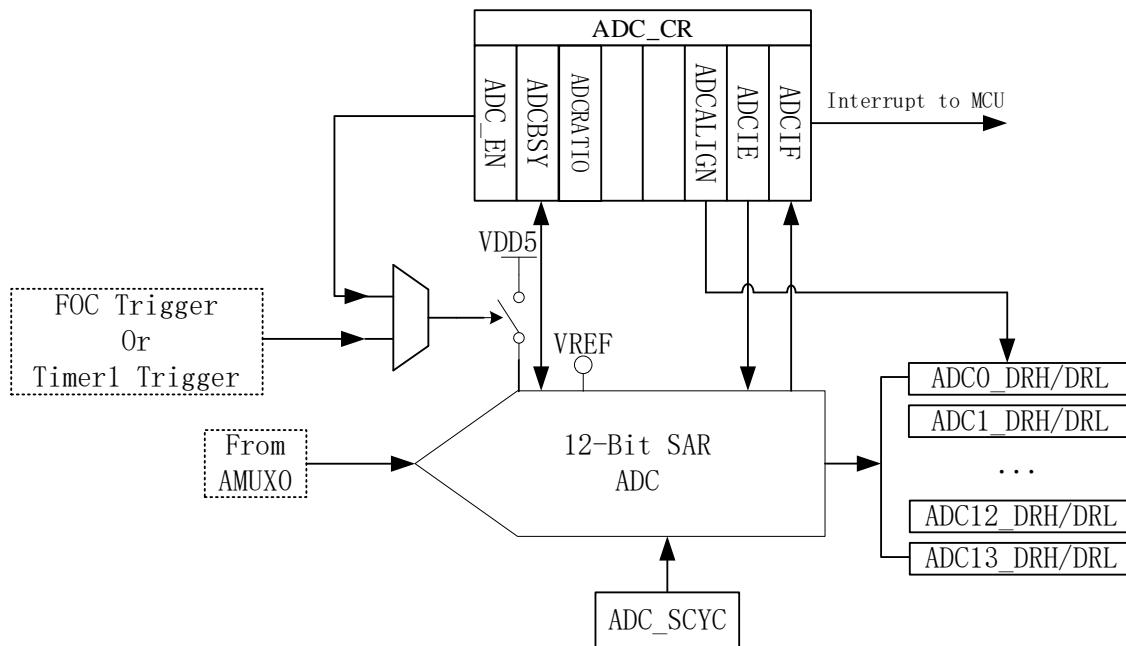 ADC_CR
ADC_EN
ADCBSY
ADCRATIO
ADCALIGN
ADCIE
ADCIF
Interrupt to MCU
VDD5
FOC Trigger
Or
Timer1 Trigger
VREF
ADC0_DRH/DRL
ADC1_DRH/DRL
...
ADC12_DRH/DRL
ADC13_DRH/DRL
From
AMUXO
12-Bit SAR
ADC
ADC_SCYC